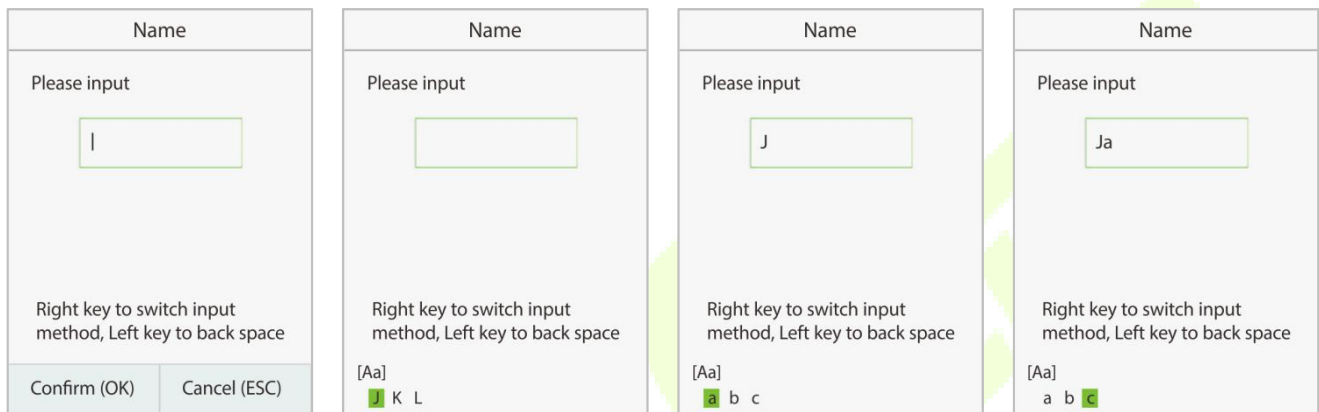 Name
Please input
|
Right key to switch input
method, Left key to back space
Confirm (OK)
Cancel (ESC)
Name
Please input
Right key to switch input
method, Left key to back space
[Aa]
J K L
Name
Please input
J
Right key to switch input
method, Left key to back space
[Aa]
a b c
Name
Please input
Ja
Right key to switch input
method, Left key to back space
[Aa]
a b c